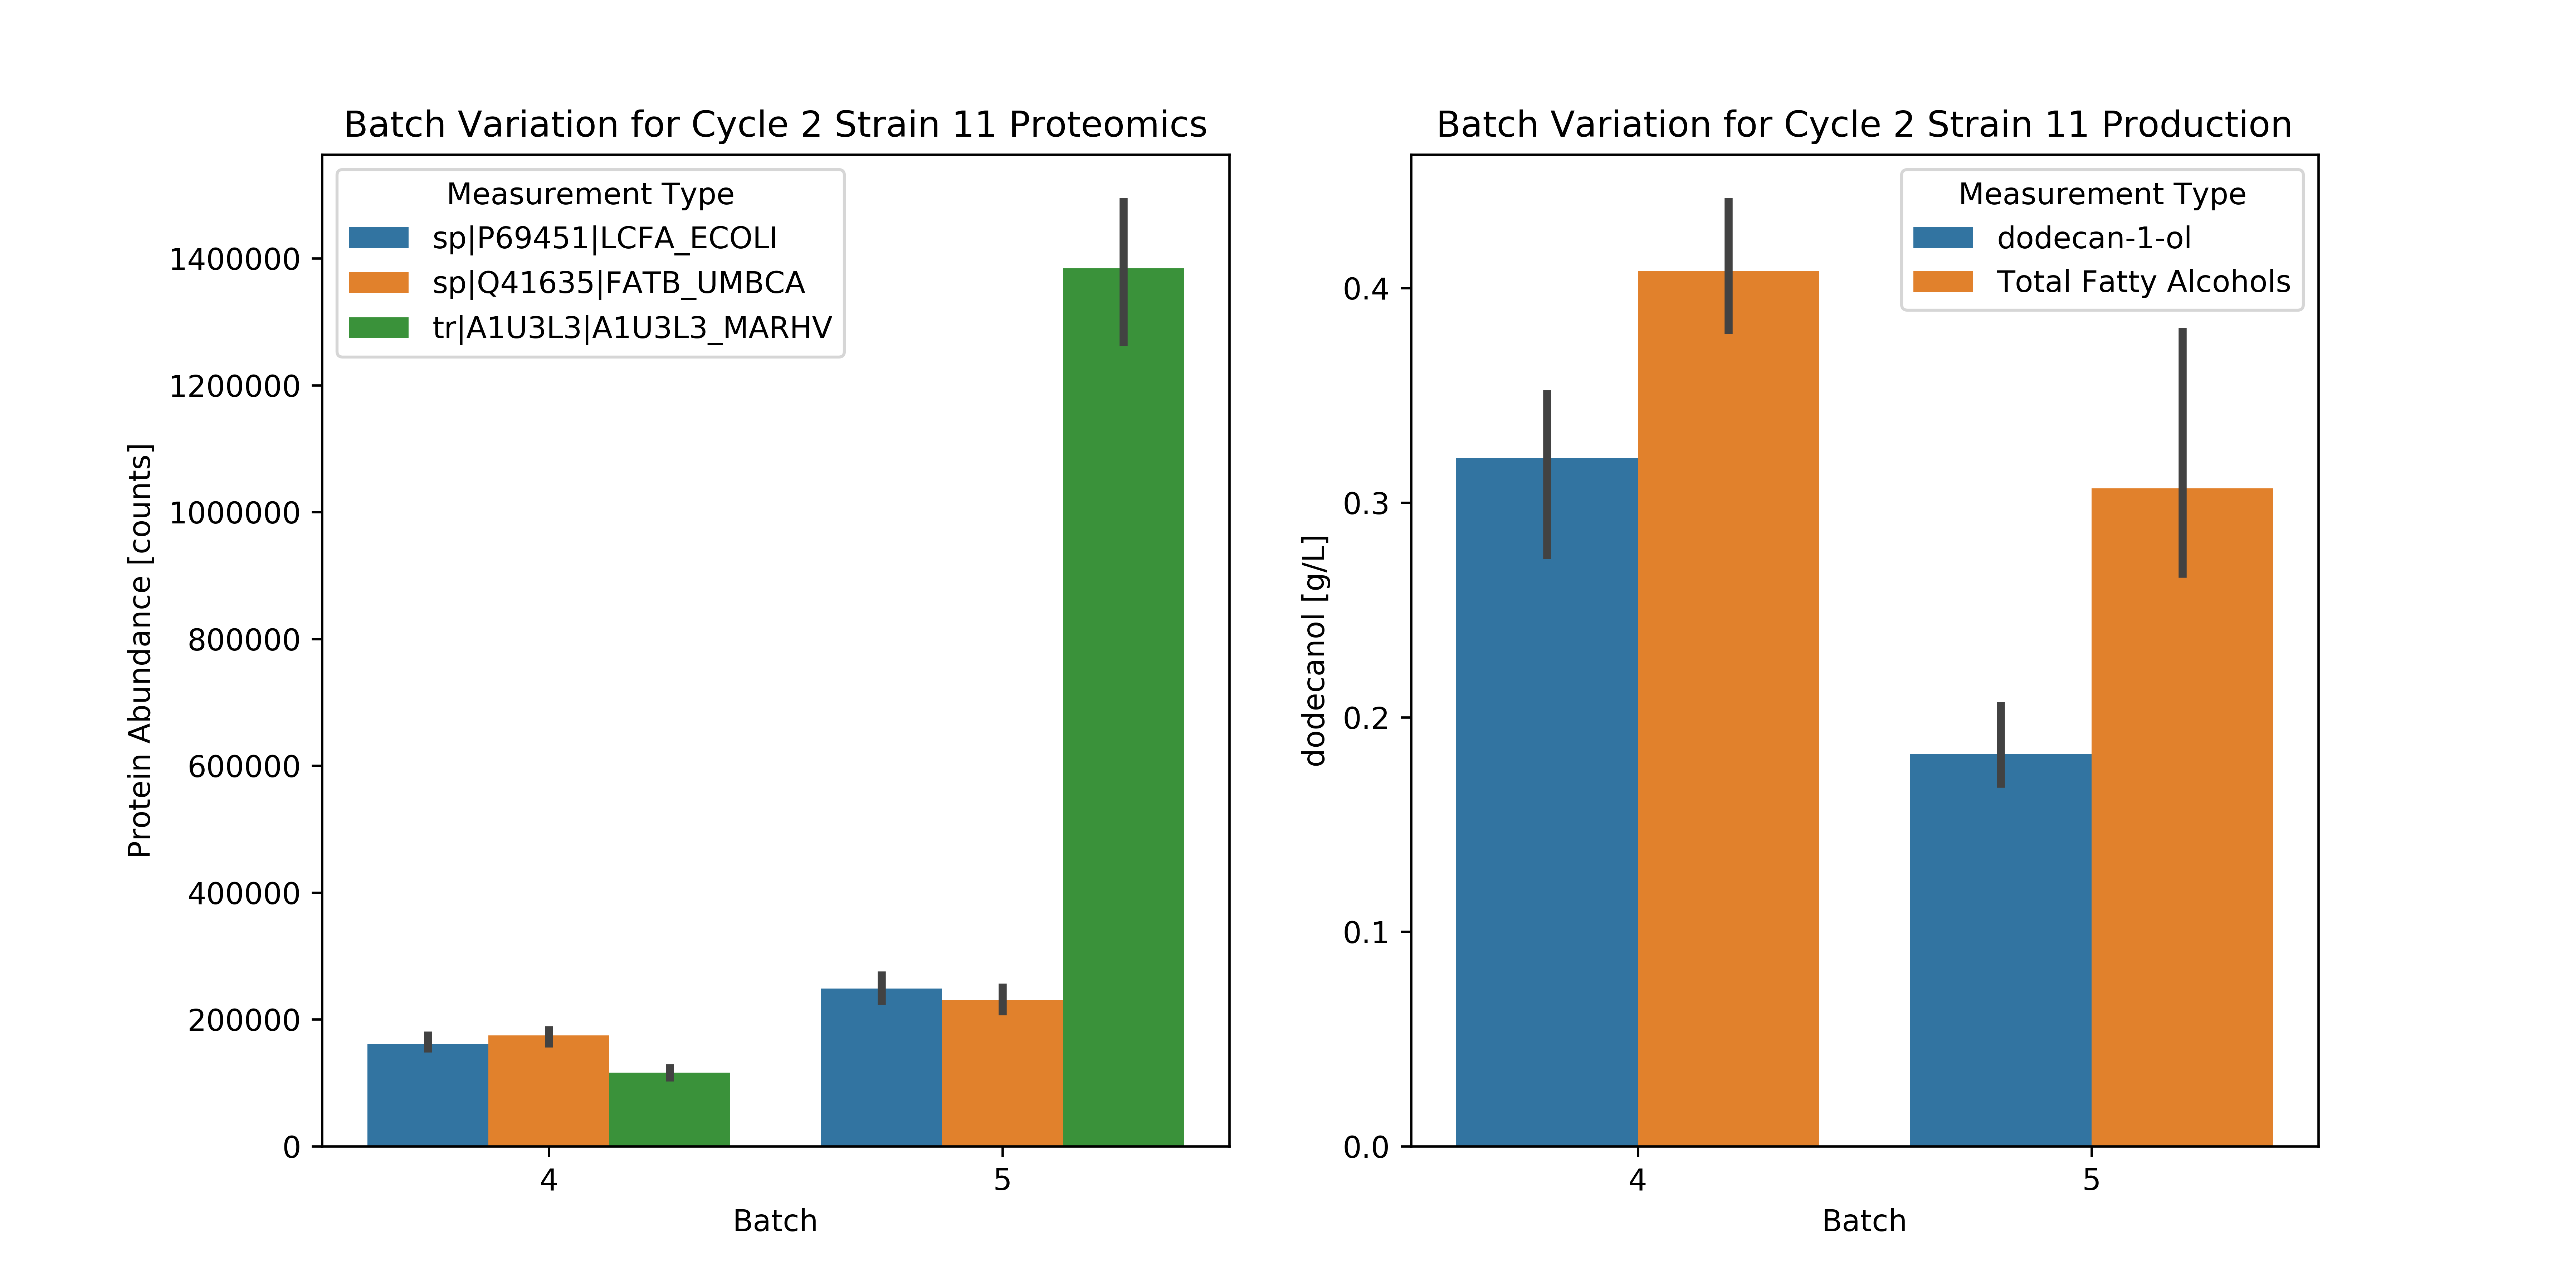 Batch Variation for Cycle 2 Strain 11 Proteomics
Measurement Type
sp|P69451|LCFA_ECOLI
sp|Q41635|FATB_UMBCA
tr|A1U3L3|A1U3L3_MARHV
Protein Abundance [counts]
1400000
1200000
1000000
800000
600000
400000
200000
0
4
5
Batch
Batch Variation for Cycle 2 Strain 11 Production
Measurement Type
dodecan-1-ol
Total Fatty Alcohols
dodecanol [g/L]
0.4
0.3
0.2
0.1
0.0
4
5
Batch